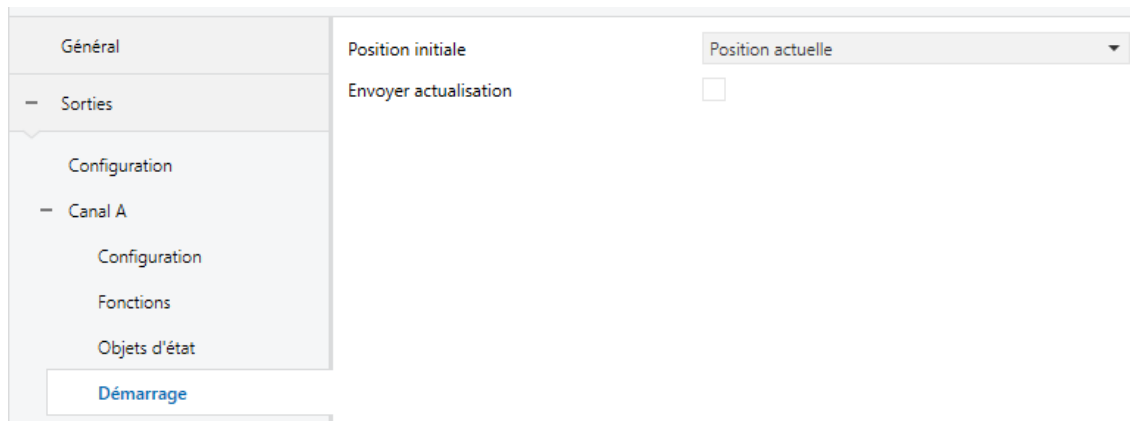 Général
Position initiale
Position actuelle
Envoyer actualisation
Sorties
Configuration
Canal A
Configuration
Fonctions
Objets d'état
Démarrage